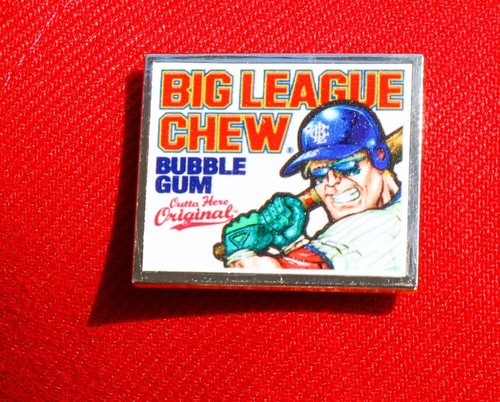 BIG LEAGUE
CHEW®
BUBBLE
GUM
Outta Here
Original